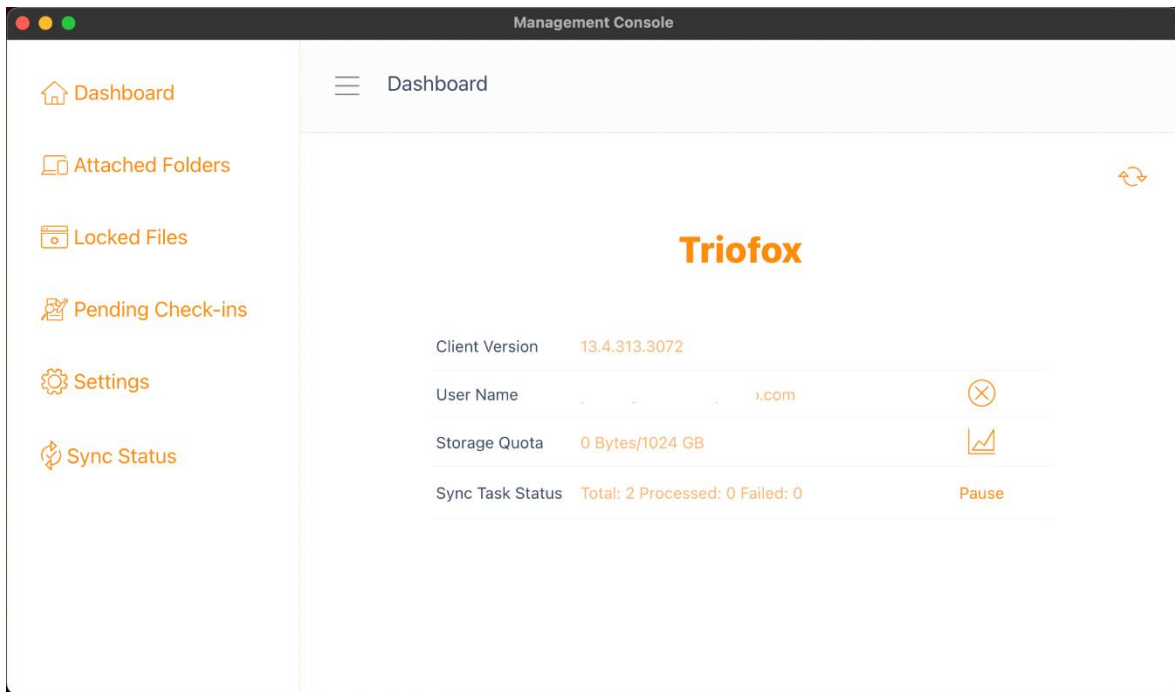 Management Console
Dashboard
Attached Folders
Locked Files
Pending Check-ins
Settings
Sync Status
Dashboard
Triofox
Client Version 13.4.313.3072
User Name .com
Storage Quota 0 Bytes/1024 GB
Sync Task Status Total: 2 Processed: 0 Failed: 0 Pause